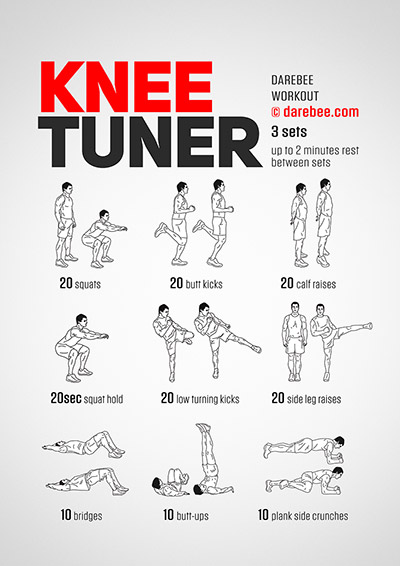 KNEE
TUNER
DAREBEE
WORKOUT
© darebee.com
3 sets
up to 2 minutes rest
between sets
20 squats
20 butt kicks
20 calf raises
20sec squat hold
20 low turning kicks
20 side leg raises
10 bridges
10 butt-ups
10 plank side crunches